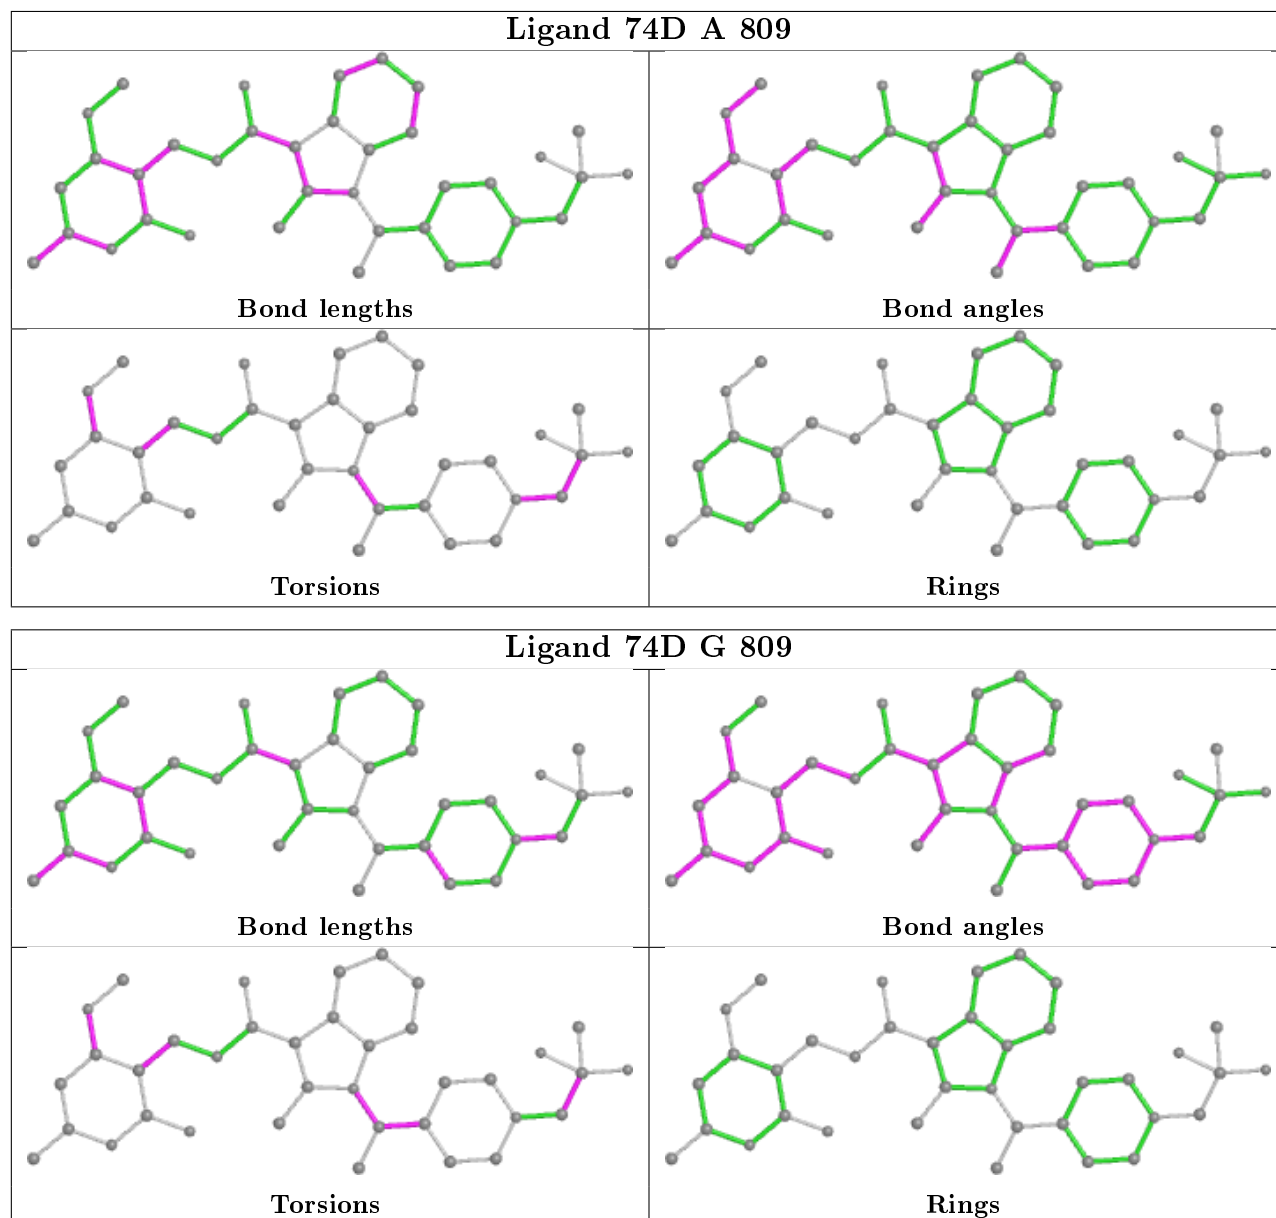 Ligand 74D A 809
Bond lengths
Bond angles
Torsions
Rings
Ligand 74D G 809
Bond lengths
Bond angles
Torsions
Rings